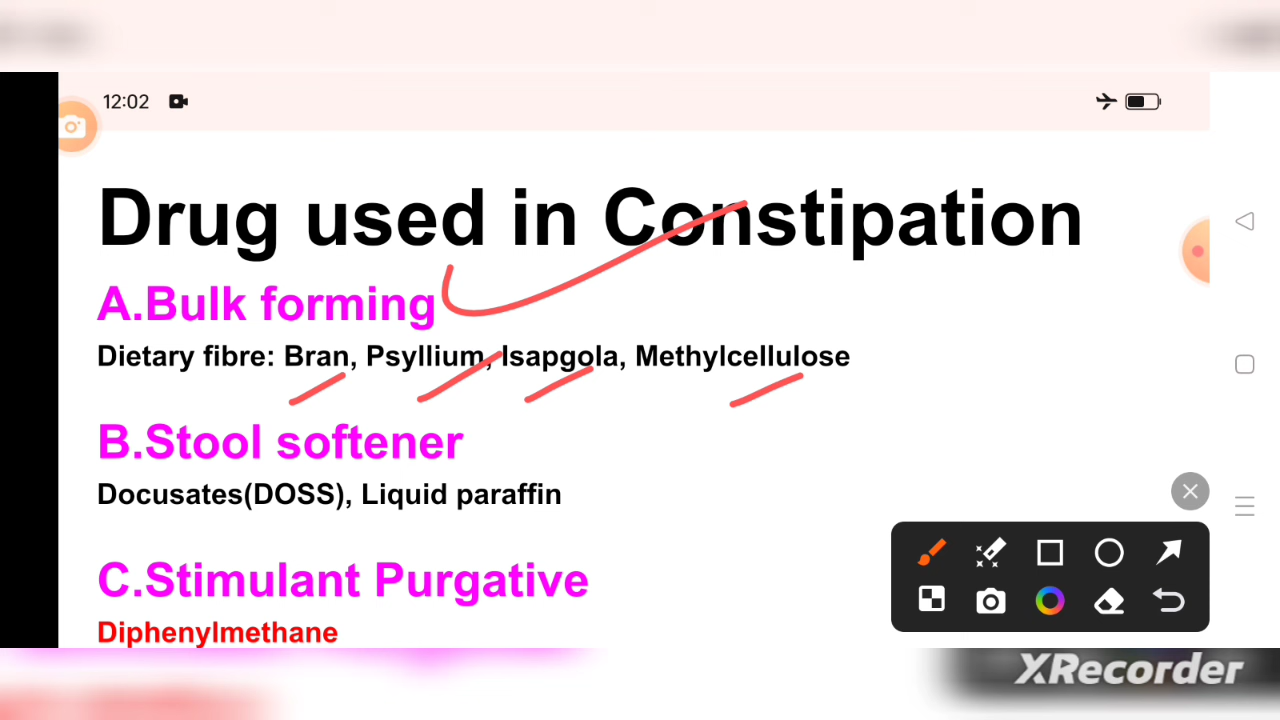 12:02
Drug used in Constipation
A.Bulk forming
Dietary fibre: Bran, Psyllium, Isapgola, Methylcellulose
B.Stool softener
Docusates(DOSS), Liquid paraffin
C.Stimulant Purgative
Diphenylmethane
XRecorder